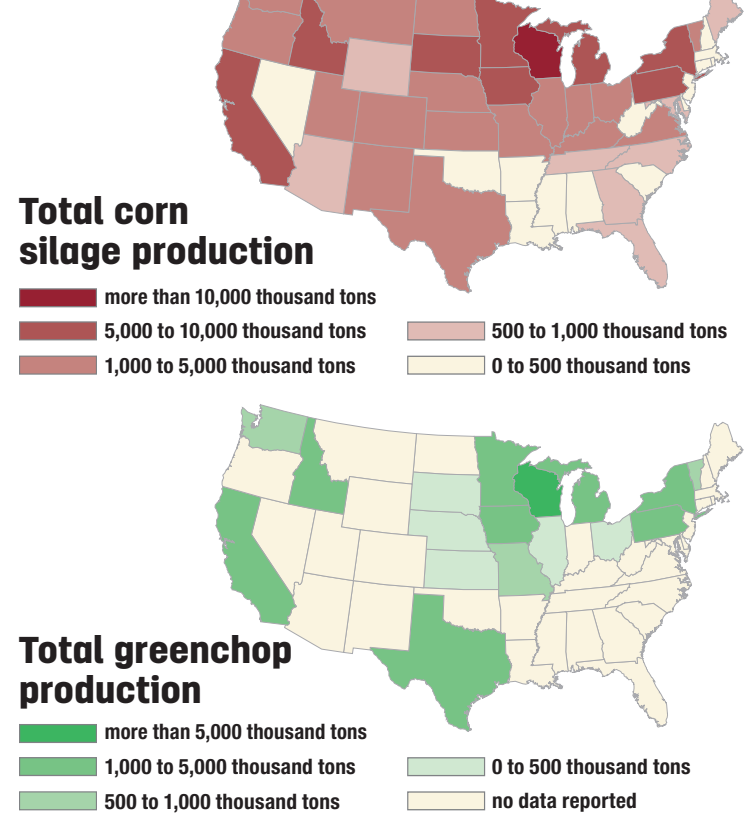 Total corn
silage production
more than 10,000 thousand tons
5,000 to 10,000 thousand tons
1,000 to 5,000 thousand tons
500 to 1,000 thousand tons
0 to 500 thousand tons
Total greenchop
production
more than 5,000 thousand tons
1,000 to 5,000 thousand tons
500 to 1,000 thousand tons
0 to 500 thousand tons
no data reported